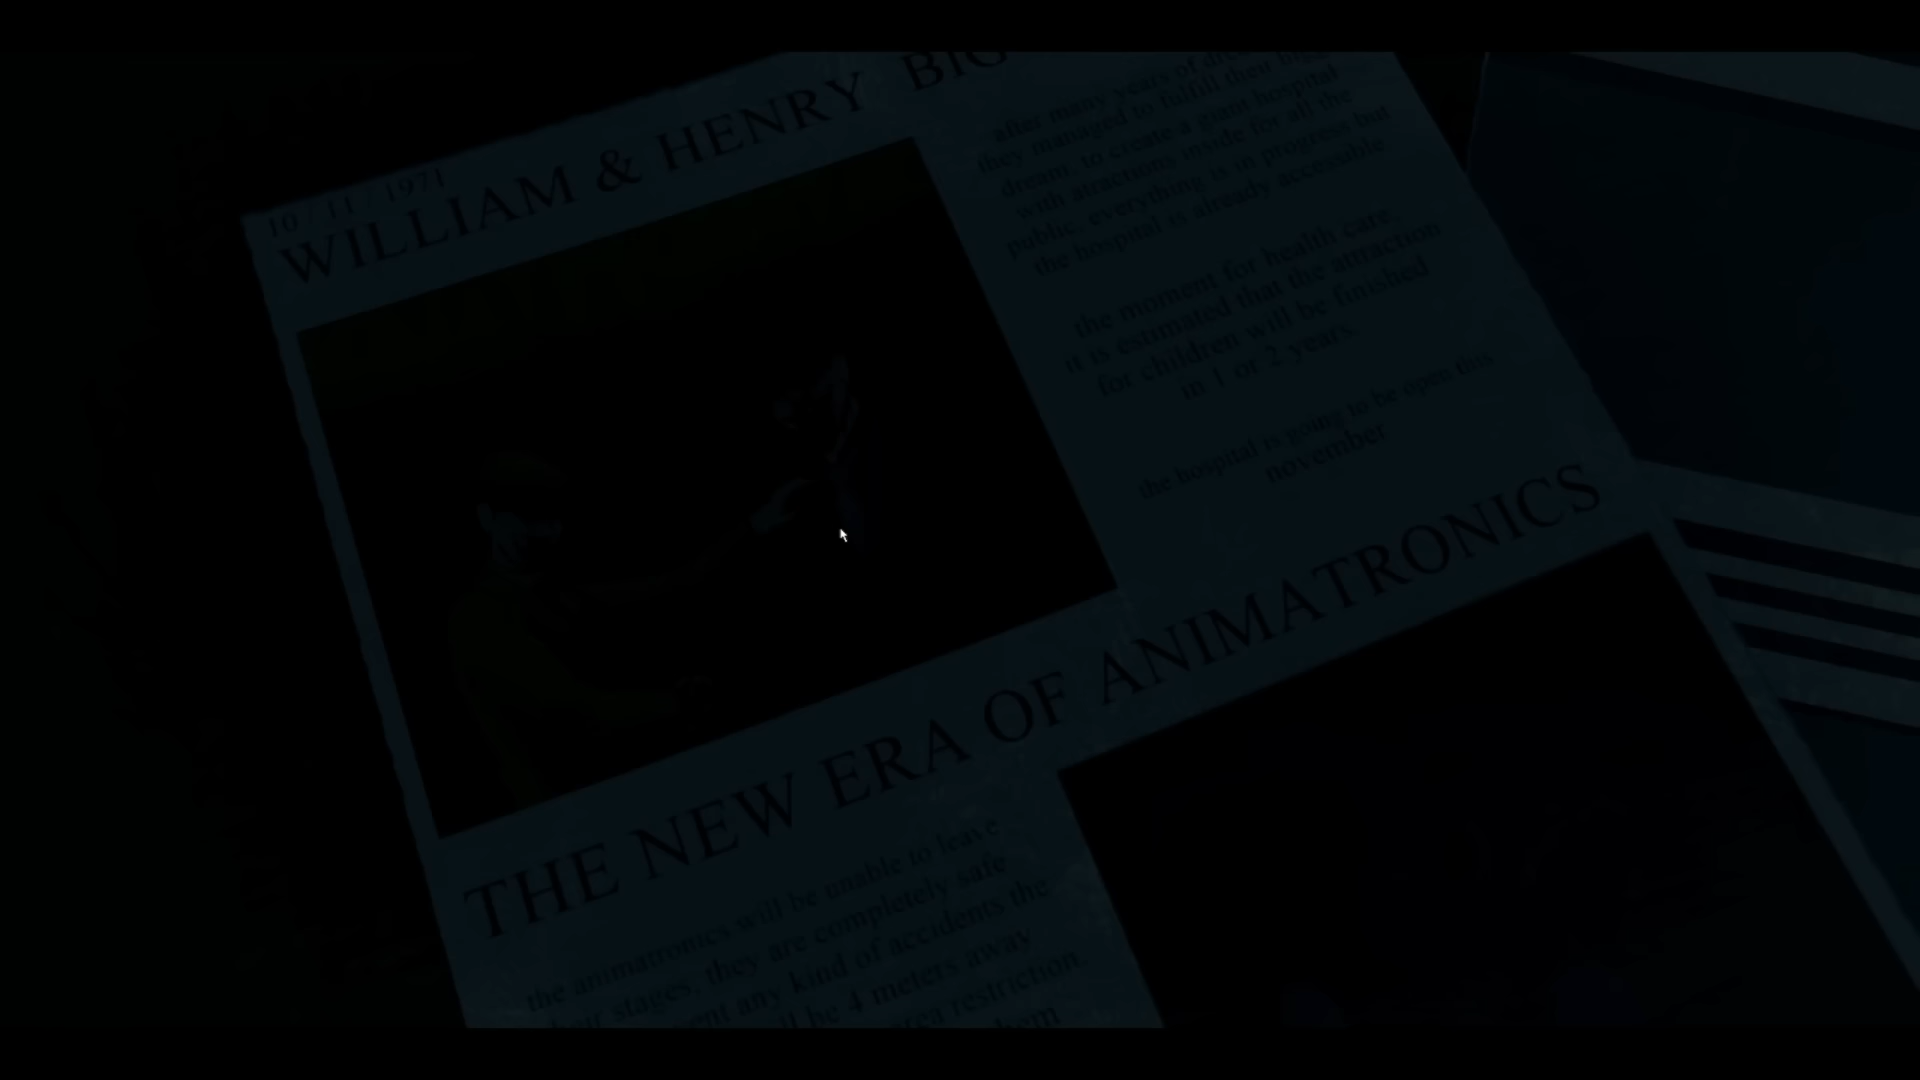 10 / 11 / 1971
WILLIAM & HENRY BIG
after many years of
they managed to fulfill their big
dream, to create a giant hospital
with attractions inside for all the
public, everything is in progress but
the hospital is already accessible
the moment for health care,
it is estimated that the attraction
for children will be finished
in 1 or 2 years
the hospital is going to be open this
november
THE NEW ERA OF ANIMATRONICS
the animatronics will be unable to leave
stages, they are completely safe
any kind of accidents the
be 4 meters away
area restriction